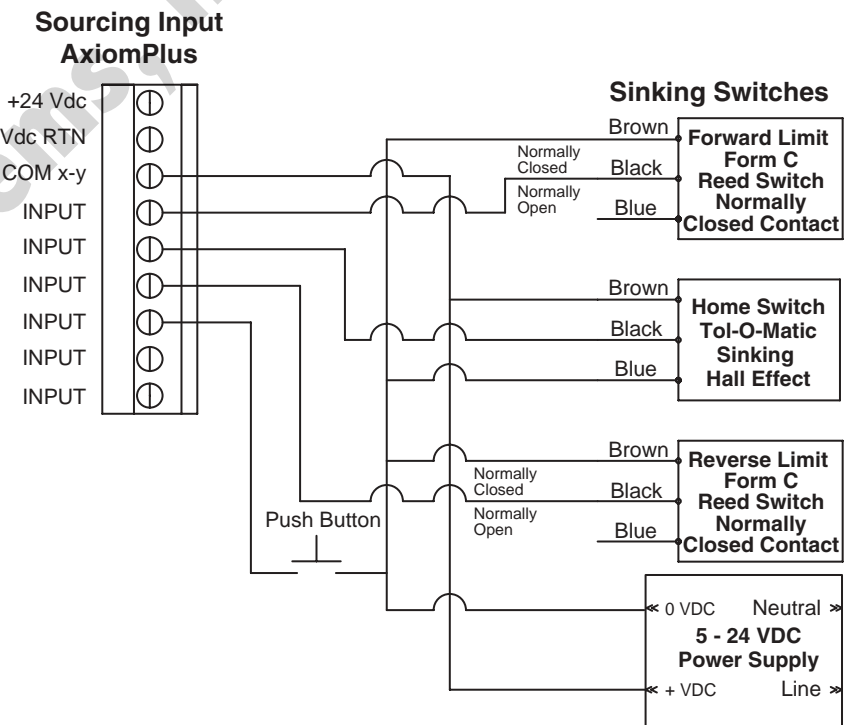 Sourcing Input
AxiomPlus
+24 Vdc
Vdc RTN
COM x-y
INPUT
INPUT
INPUT
INPUT
INPUT
INPUT
Sinking Switches
Brown
Normally
Closed
Black
Normally
Open
Blue
Forward Limit
Form C
Reed Switch
Normally
Closed Contact
Brown
Black
Blue
Home Switch
Tol-O-Matic
Sinking
Hall Effect
Brown
Normally
Closed
Black
Normally
Open
Blue
Reverse Limit
Form C
Reed Switch
Normally
Closed Contact
Push Button
0 VDC Neutral
5 - 24 VDC
Power Supply
+ VDC Line